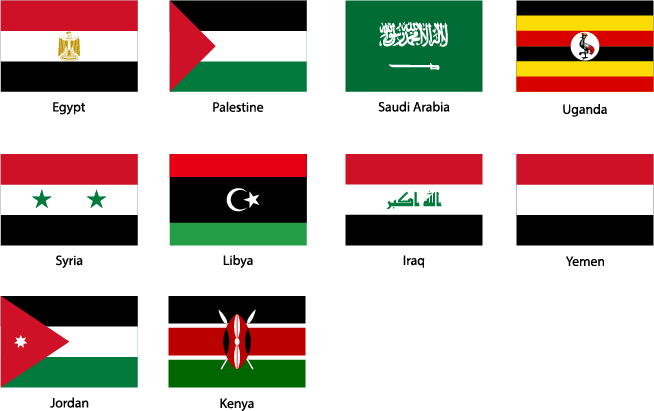 Egypt
Palestine
Saudi Arabia
Uganda
لا إله إلا الله محمد رسول الله
Syria
Libya
Iraq
Yemen
الله اكبر
Jordan
Kenya